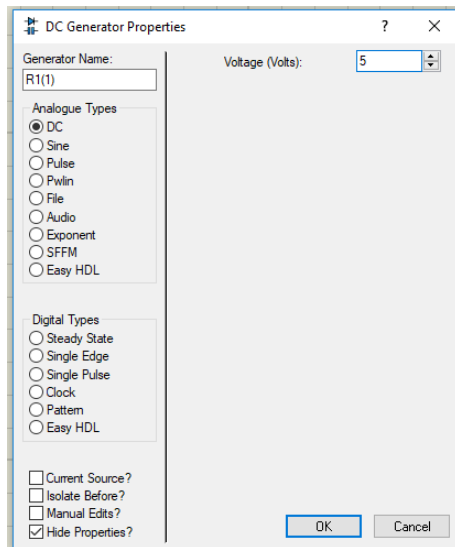 DC Generator Properties
?
Generator Name:
R1(1)
Analogue Types
DC
Sine
Pulse
Pwlin
File
Audio
Exponent
SFFM
Easy HDL
Digital Types
Steady State
Single Edge
Single Pulse
Clock
Pattern
Easy HDL
Current Source?
Isolate Before?
Manual Edits?
Hide Properties?
Voltage (Volts): 5
OK Cancel